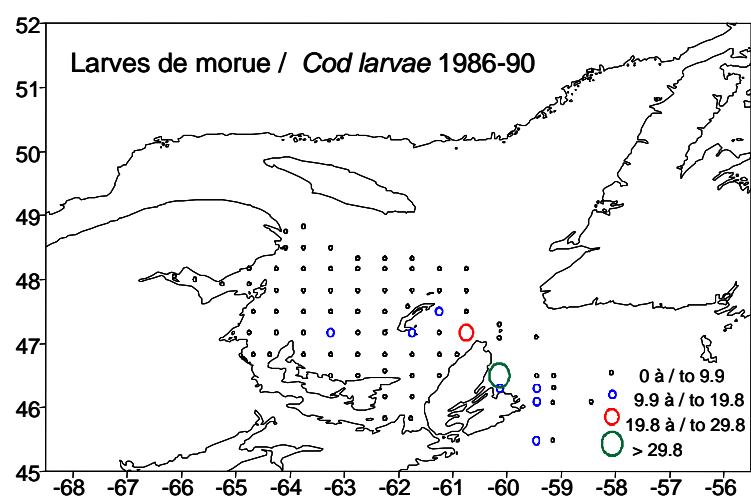 52
Larves de morue / Cod larvae 1986-90
51
50
49
48
47
0 à / to 9.9
9.9 à / to 19.8
46
19.8 à / to 29.8
> 29.8
45
-68 -67 -66 -65 -64 -63 -62 -61 -60 -59 -58 -57 -56